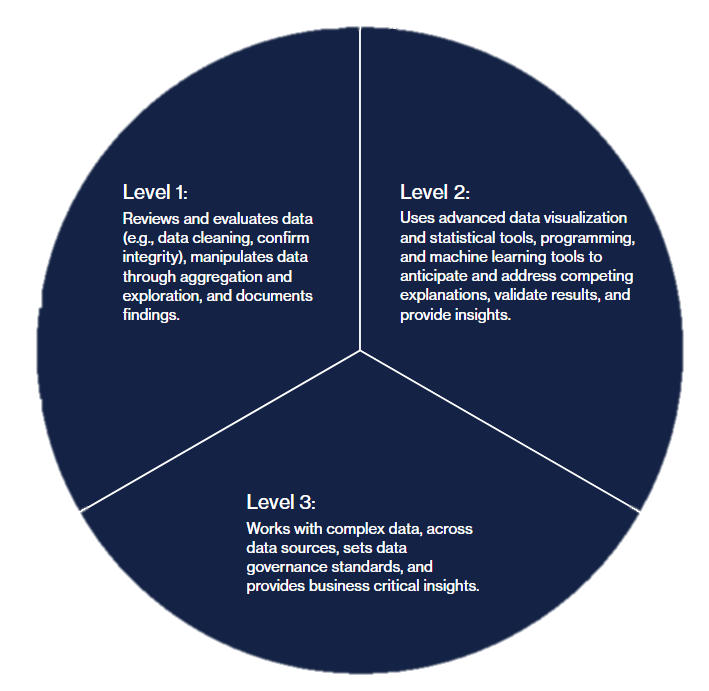 Level 1:
Reviews and evaluates data
(e.g., data cleaning, confirm
integrity), manipulates data
through aggregation and
exploration, and documents
findings.
Level 2:
Uses advanced data visualization
and statistical tools, programming,
and machine learning tools to
anticipate and address competing
explanations, validate results, and
provide insights.
Level 3:
Works with complex data, across
data sources, sets data
governance standards, and
provides business critical insights.